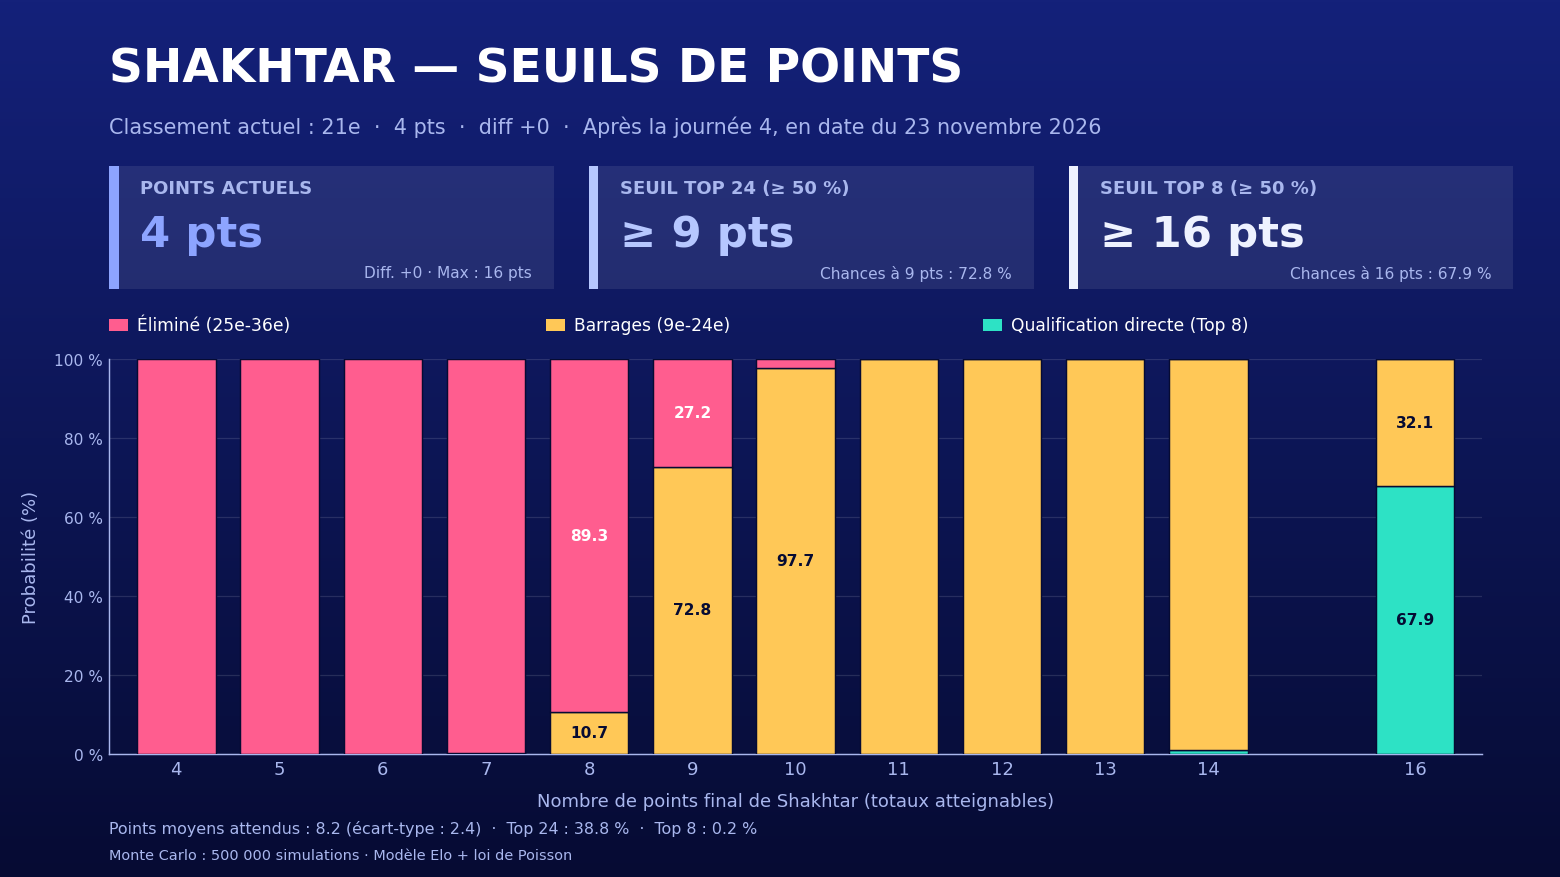 SHAKHTAR — SEUILS DE POINTS
Classement actuel : 21e · 4 pts · diff +0 · Après la journée 4, en date du 23 novembre 2026
POINTS ACTUELS
4 pts
Diff. +0 · Max : 16 pts
SEUIL TOP 24 (≥ 50 %)
≥ 9 pts
Chances à 9 pts : 72.8 %
SEUIL TOP 8 (≥ 50 %)
≥ 16 pts
Chances à 16 pts : 67.9 %
Éliminé (25e-36e)
Barrages (9e-24e)
Qualification directe (Top 8)
Probabilité (%)
100 %
80 %
60 %
40 %
20 %
0 %
89.3
10.7
27.2
72.8
97.7
32.1
67.9
4 5 6 7 8 9 10 11 12 13 14 16
Nombre de points final de Shakhtar (totaux atteignables)
Points moyens attendus : 8.2 (écart-type : 2.4) · Top 24 : 38.8 % · Top 8 : 0.2 %
Monte Carlo : 500 000 simulations · Modèle Elo + loi de Poisson